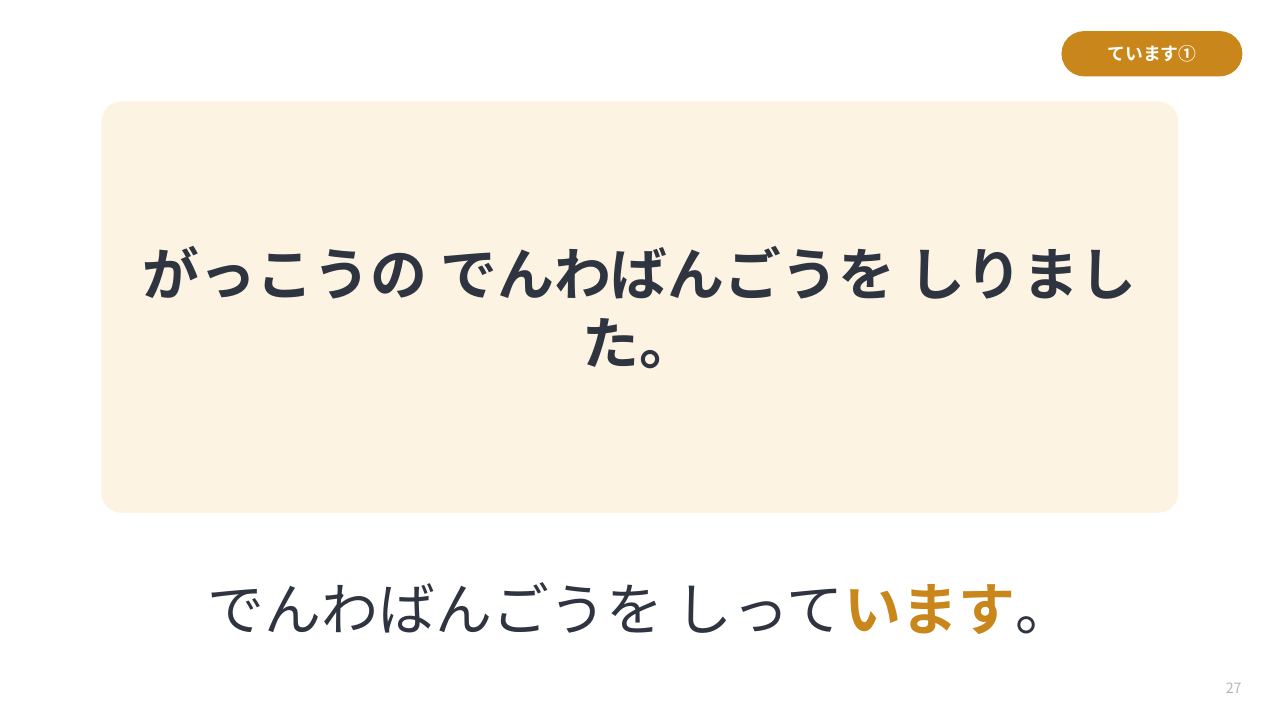 ています①
がっこうの でんわばんごうを しりまし
た。
でんわばんごうを しっています。
27